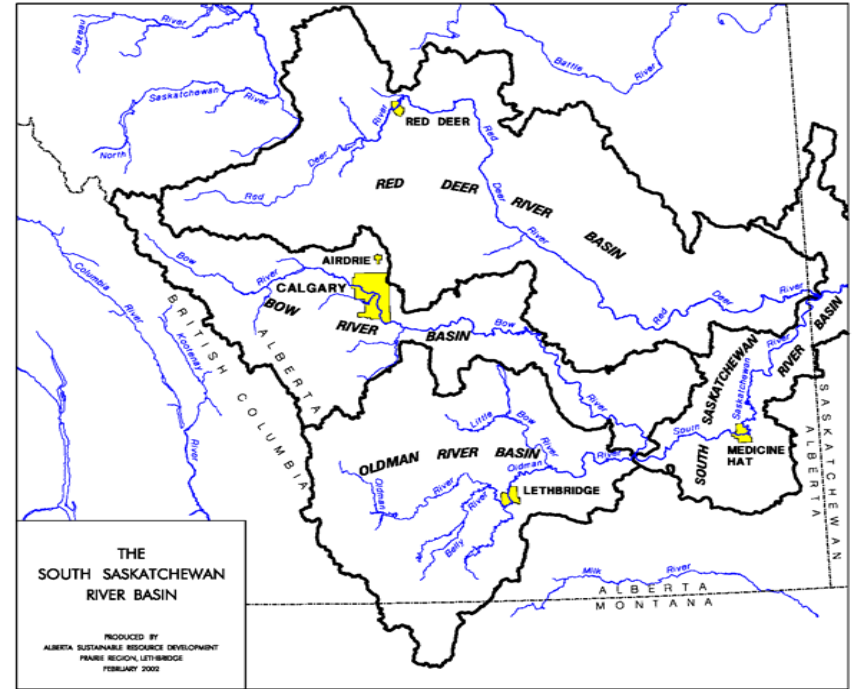 Brazeau
River
Saskatchewan River
North
Battle River
River
RED DEER
Red Deer
Red Deer River
RED DEER RIVER BASIN
Red Deer River
AIRDRIE
CALGARY
Bow River
BOW RIVER BASIN
Bow
River
River
Columbia River
Kootenay
River
BRITISH COLUMBIA
ALBERTA
Little Bow River
OLDMAN RIVER BASIN
Oldman River
Oldman River
River
Belly
LETHBRIDGE
SOUTH SASKATCHEWAN RIVER BASIN
South Saskatchewan River
MEDICINE
HAT
SASKATCHEWAN
ALBERTA
Milk River
ALBERTA
MONTANA
THE
SOUTH SASKATCHEWAN
RIVER BASIN
PRODUCED BY
ALBERTA SUSTAINABLE RESOURCE DEVELOPMENT
PRAIRIE REGION, LETHBRIDGE
FEBRUARY 2002